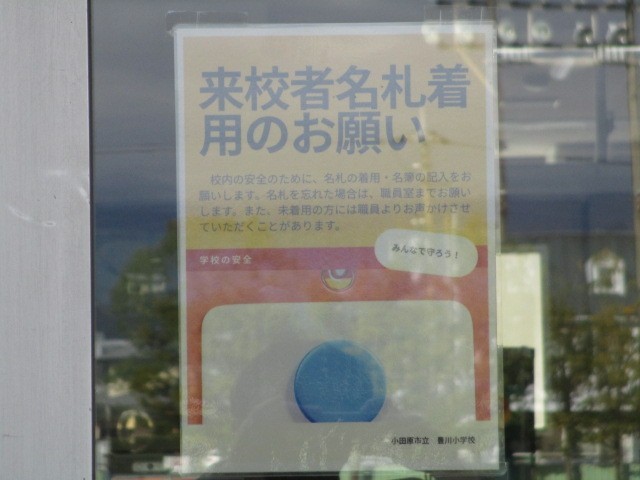 来校者名札着
用のお願い
校内の安全のために、名札の着用・名簿の記入をお
願いします。名札を忘れた場合は、職員室までお願い
します。また、未着用の方には職員よりお声かけさせ
ていただくことがあります。
みんなで守ろう！
学校の安全
小田原市立　豊川小学校